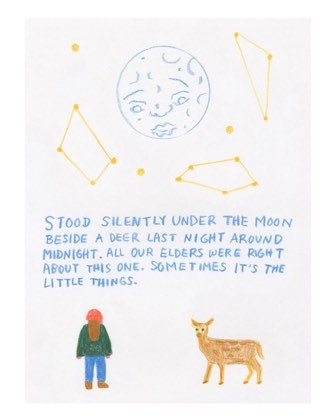 STOOD SILENTLY UNDER THE MOON
BESIDE A DEER LAST NIGHT AROUND
MIDNIGHT. ALL OUR ELDERS WERE RIGHT
ABOUT THIS ONE. SOMETIMES IT'S THE
LITTLE THINGS.